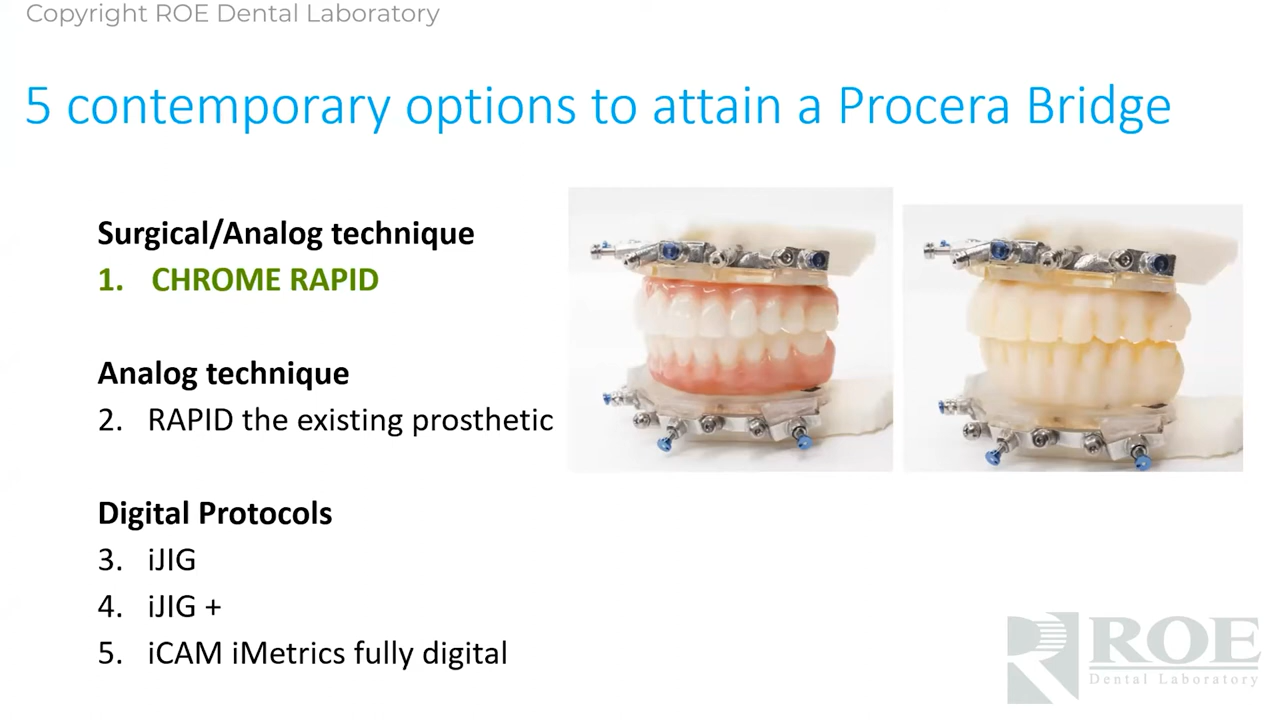 Copyright ROE Dental Laboratory
5 contemporary options to attain a Procera Bridge
Surgical/Analog technique
1. CHROME RAPID
Analog technique
2. RAPID the existing prosthetic
Digital Protocols
3. iJIG
4. iJIG +
5. iCAM iMetrics fully digital
ROE
Dental Laboratory